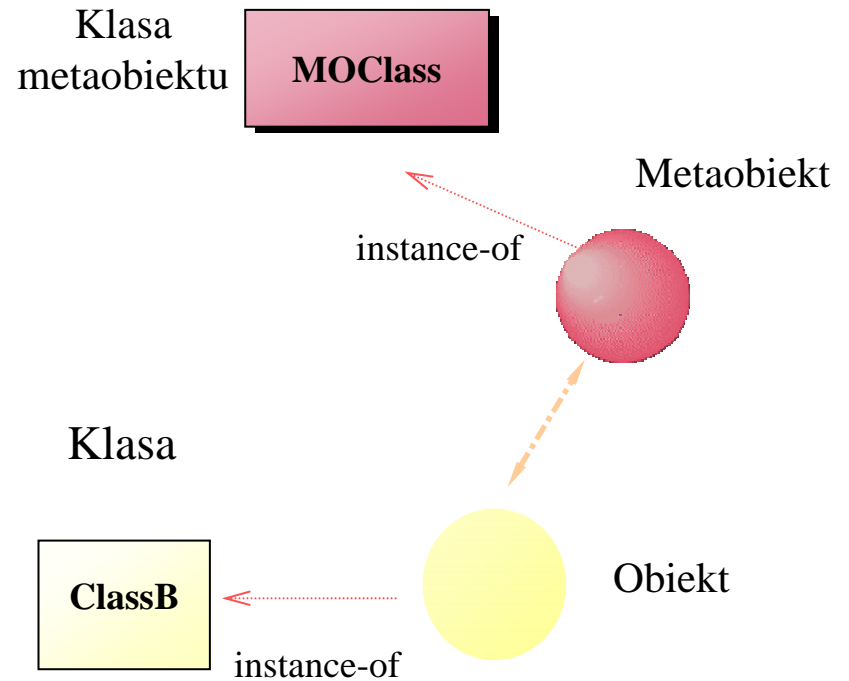 Klasa
metaobiektu
MOClass
Metaobiekt
instance-of
Klasa
ClassB
Obiekt
instance-of